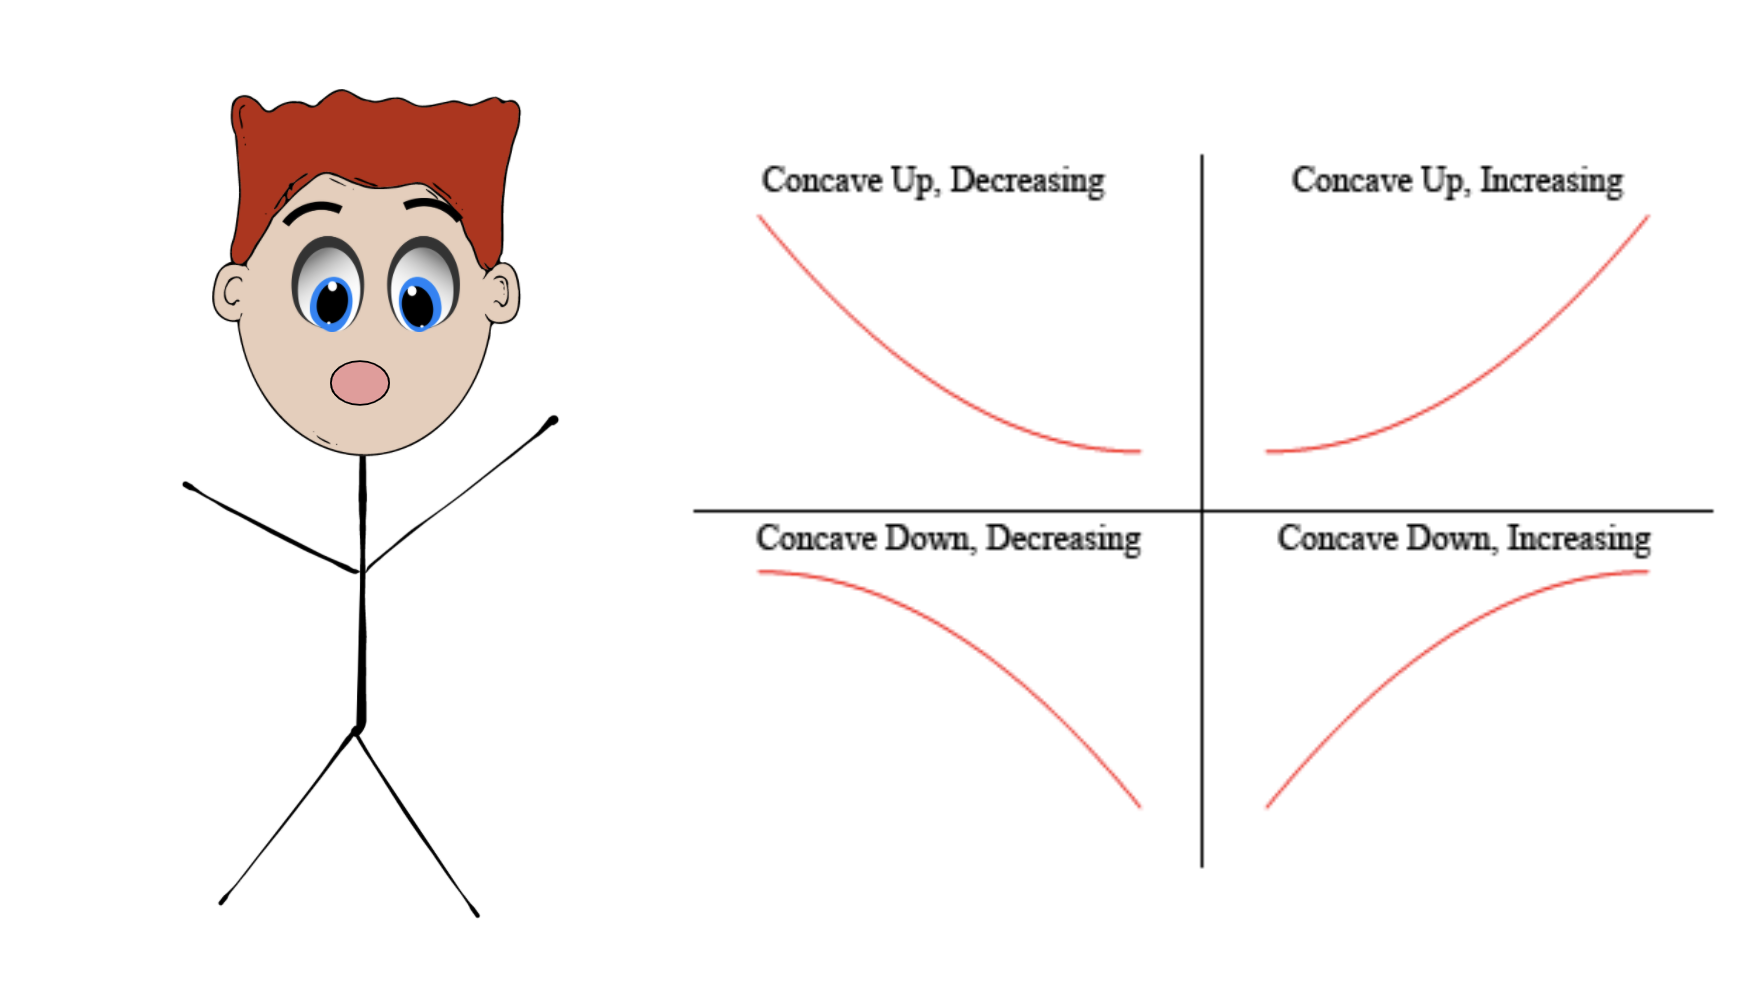 Concave Up, Decreasing
Concave Up, Increasing
Concave Down, Decreasing
Concave Down, Increasing